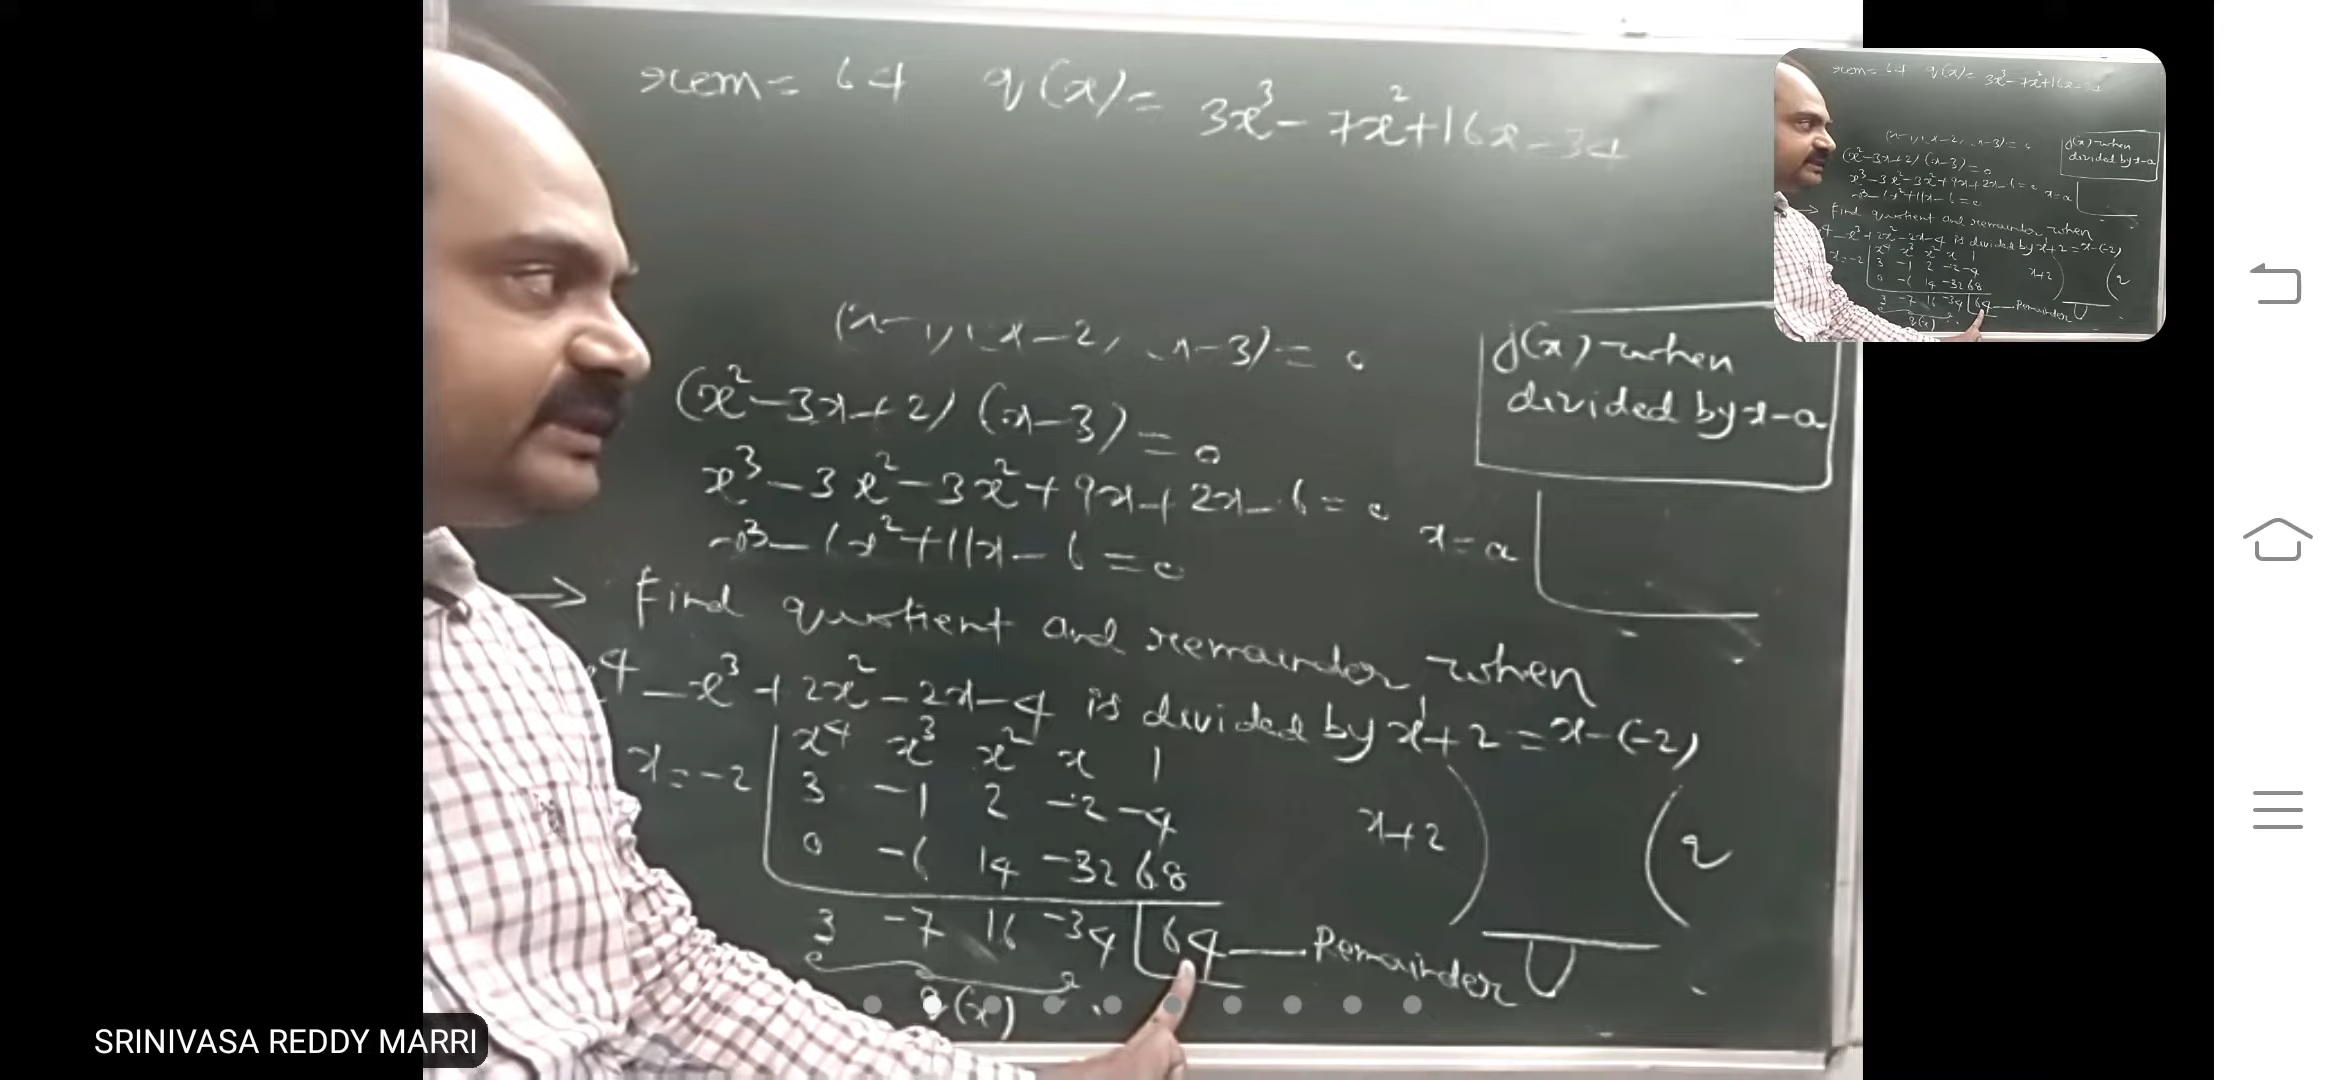 rem = 64 q(x) = 3x³ - 7x² + 16x - 34
(x-1)(x-2)(x-3) = 0
(x² - 3x + 2) (x-3) = 0
x³ - 3x² - 3x² + 9x + 2x - 6 = 0
x³ - 6x² + 11x - 6 = 0
f(x) when
divided by x-a
x = a
→ Find quotient and remainder when
x⁴ - x³ + 2x² - 2x - 4 is divided by x+2 = x-(-2)
x⁴ x³ x² x 1
x = -2 3 -1 2 -2 -4
0 -6 14 -32 68
3 -7 16 -34 64 — Remainder
q(x)
x+2 ) ( q
SRINIVASA REDDY MARRI